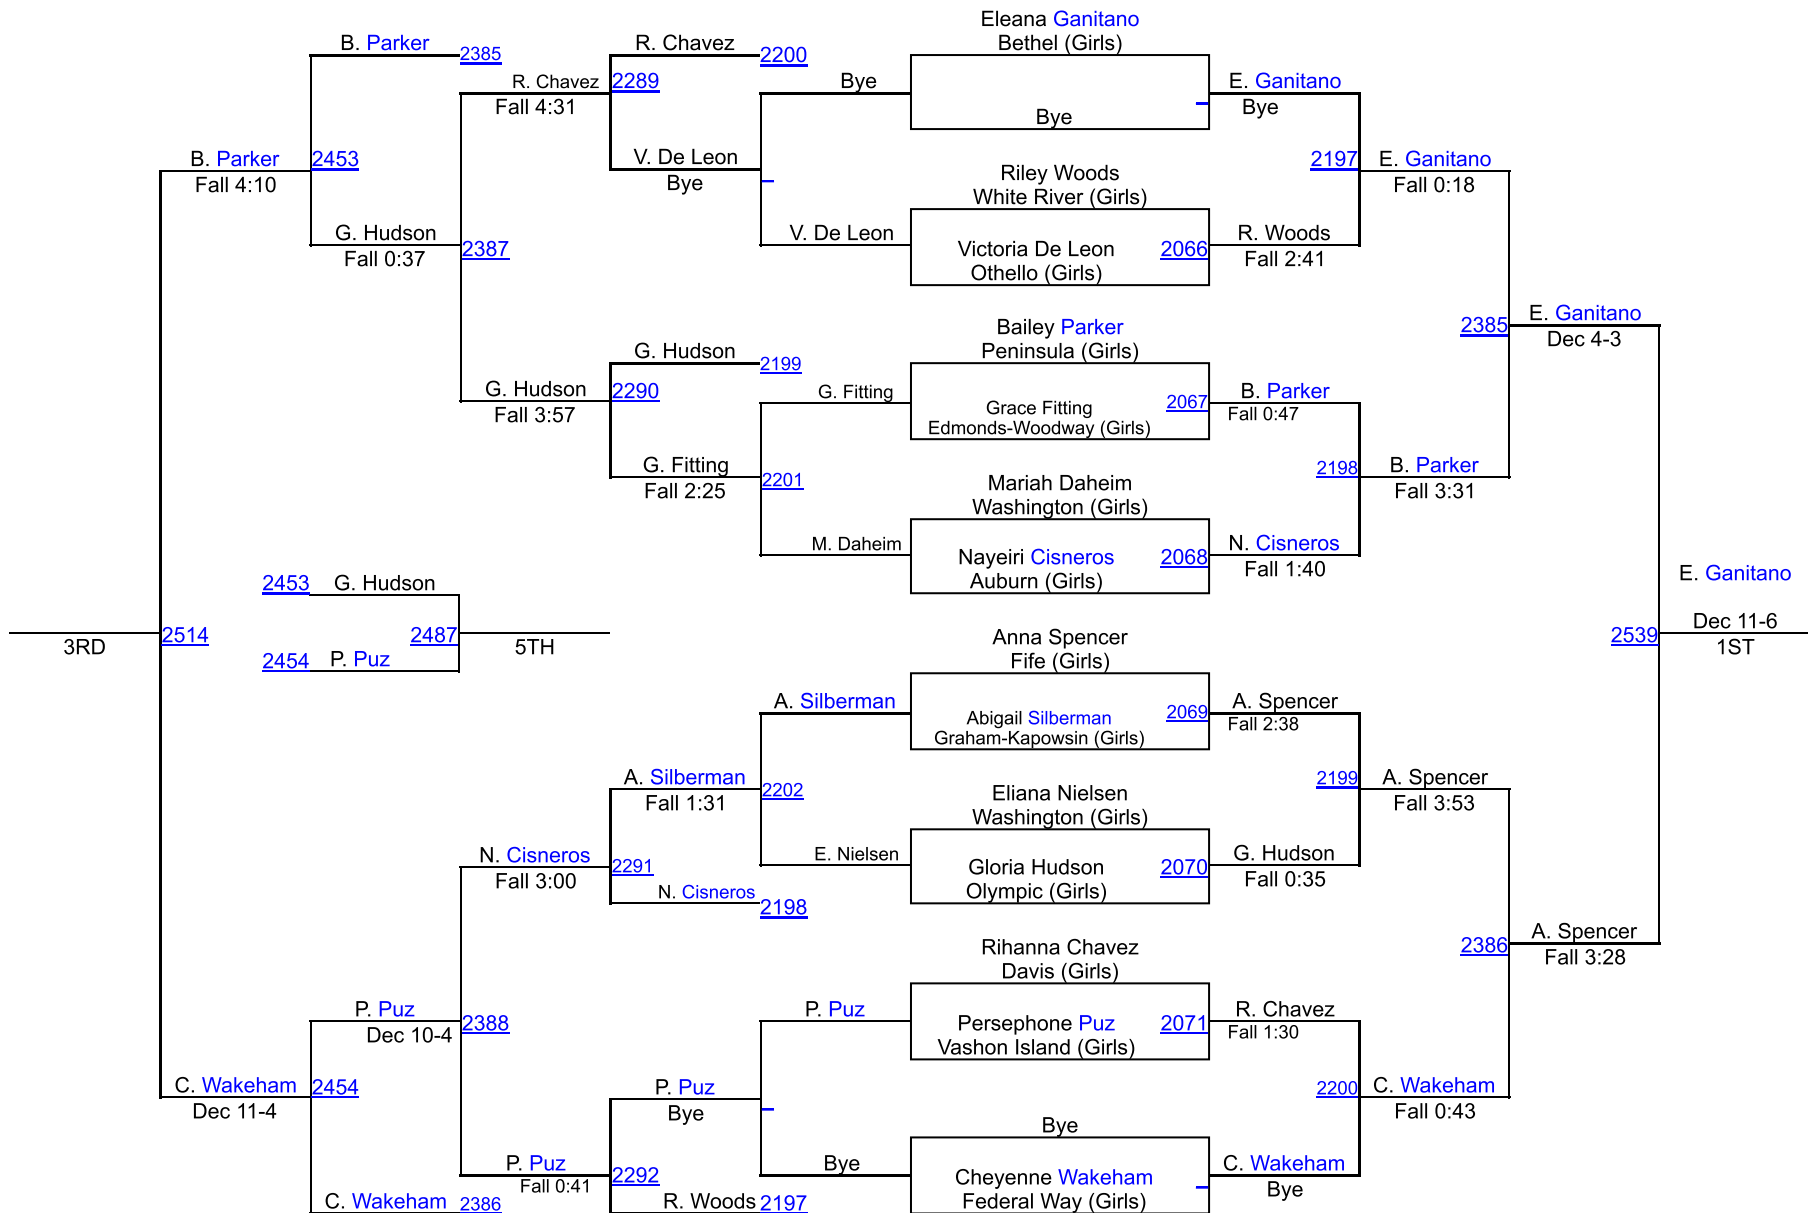 Eleana Ganitano
B. Parker
2385
R. Chavez
2200
Bethel (Girls)
R. Chavez
2289
Bye
E. Ganitano
Fall 4:31
Bye
Bye
B. Parker
2453
V. De Leon
2197
E. Ganitano
Fall 4:10
Bye
Riley Woods
Fall 0:18
White River (Girls)
G. Hudson
2387
V. De Leon
Victoria De Leon
2066
R. Woods
Fall 0:37
Othello (Girls)
Fall 2:41
Bailey Parker
2385
E. Ganitano
G. Hudson
2199
Peninsula (Girls)
Dec 4-3
G. Hudson
2290
G. Fitting
Grace Fitting
2067
B. Parker
Fall 3:57
Edmonds-Woodway (Girls)
Fall 0:47
G. Fitting
2201
Mariah Daheim
2198
B. Parker
Fall 2:25
Washington (Girls)
Fall 3:31
M. Daheim
Nayeiri Cisneros
2068
N. Cisneros
Auburn (Girls)
Fall 1:40
2453
G. Hudson
E. Ganitano
2514
2487
2539
Dec 11-6
3RD
5TH
1ST
2454
P. Puz
Anna Spencer
Fife (Girls)
A. Silberman
Abigail Silberman
2069
A. Spencer
Graham-Kapowsin (Girls)
Fall 2:38
A. Silberman
2202
Eliana Nielsen
2199
A. Spencer
Fall 1:31
Washington (Girls)
Fall 3:53
N. Cisneros
2291
E. Nielsen
Gloria Hudson
2070
G. Hudson
Fall 3:00
Olympic (Girls)
Fall 0:35
N. Cisneros
2198
Rihanna Chavez
2386
A. Spencer
Davis (Girls)
Fall 3:28
P. Puz
2388
P. Puz
Persephone Puz
2071
R. Chavez
Dec 10-4
Vashon Island (Girls)
Fall 1:30
C. Wakeham
2454
P. Puz
2200
C. Wakeham
Dec 11-4
Bye
Bye
Fall 0:43
P. Puz
2292
Bye
Cheyenne Wakeham
C. Wakeham
Fall 0:41
Federal Way (Girls)
Bye
C. Wakeham
2386
R. Woods
2197